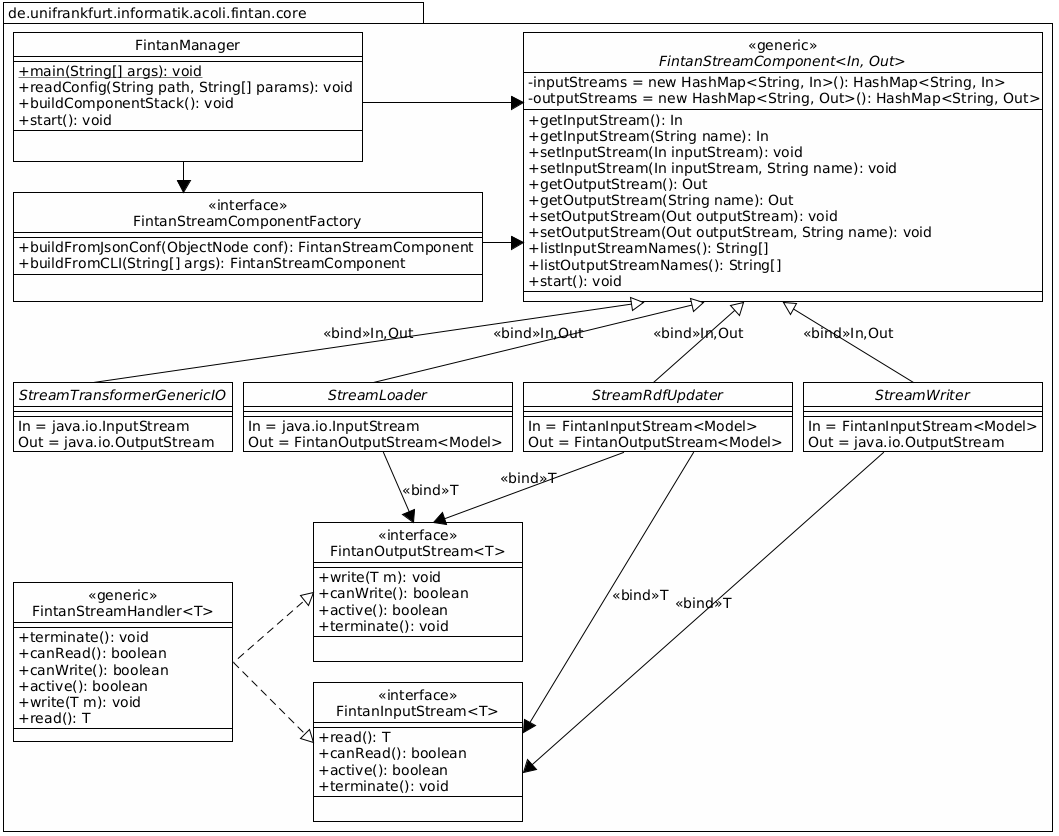 de.unifrankfurt.informatik.acoli.fintan.core
FintanManager
+main(String[] args): void
+readConfig(String path, String[] params): void
+buildComponentStack(): void
+start(): void
«generic»
FintanStreamComponent<In, Out>
-inputStreams = new HashMap<String, In>(): HashMap<String, In>
-outputStreams = new HashMap<String, Out>(): HashMap<String, Out>
+getInputStream(): In
+getInputStream(String name): In
+setInputStream(In inputStream): void
+setInputStream(In inputStream, String name): void
+getOutputStream(): Out
+getOutputStream(String name): Out
+setOutputStream(Out outputStream): void
+setOutputStream(Out outputStream, String name): void
+listInputStreamNames(): String[]
+listOutputStreamNames(): String[]
+start(): void
«interface»
FintanStreamComponentFactory
+buildFromJsonConf(ObjectNode conf): FintanStreamComponent
+buildFromCLI(String[] args): FintanStreamComponent
«bind»In,Out
«bind»In,Out
«bind»In,Out
«bind»In,Out
StreamTransformerGenericIO
In = java.io.InputStream
Out = java.io.OutputStream
StreamLoader
In = java.io.InputStream
Out = FintanOutputStream<Model>
StreamRdfUpdater
In = FintanInputStream<Model>
Out = FintanOutputStream<Model>
StreamWriter
In = FintanInputStream<Model>
Out = java.io.OutputStream
«bind»T
«bind»T
«interface»
FintanOutputStream<T>
+write(T m): void
+canWrite(): boolean
+active(): boolean
+terminate(): void
«bind»T
«bind»T
«generic»
FintanStreamHandler<T>
+terminate(): void
+canRead(): boolean
+canWrite(): boolean
+active(): boolean
+write(T m): void
+read(): T
«interface»
FintanInputStream<T>
+read(): T
+canRead(): boolean
+active(): boolean
+terminate(): void